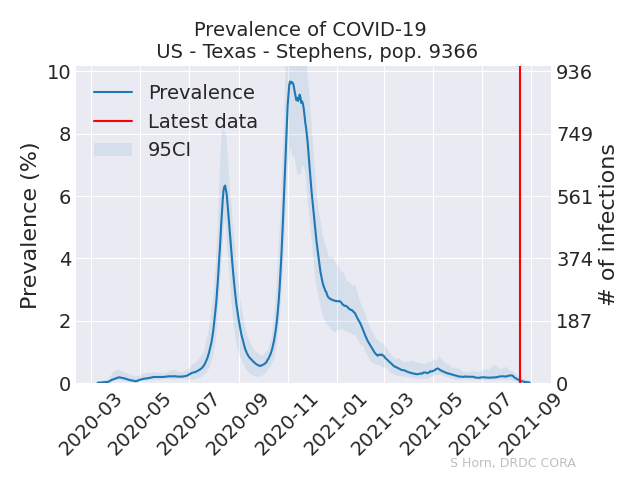 Prevalence of COVID-19
US - Texas - Stephens, pop. 9366
Prevalence
Latest data
95CI
Prevalence (%)
10
8
6
4
2
0
936
749
561
374
187
0
# of infections
2020-03
2020-05
2020-07
2020-09
2020-11
2021-01
2021-03
2021-05
2021-07
2021-09
S Horn, DRDC CORA